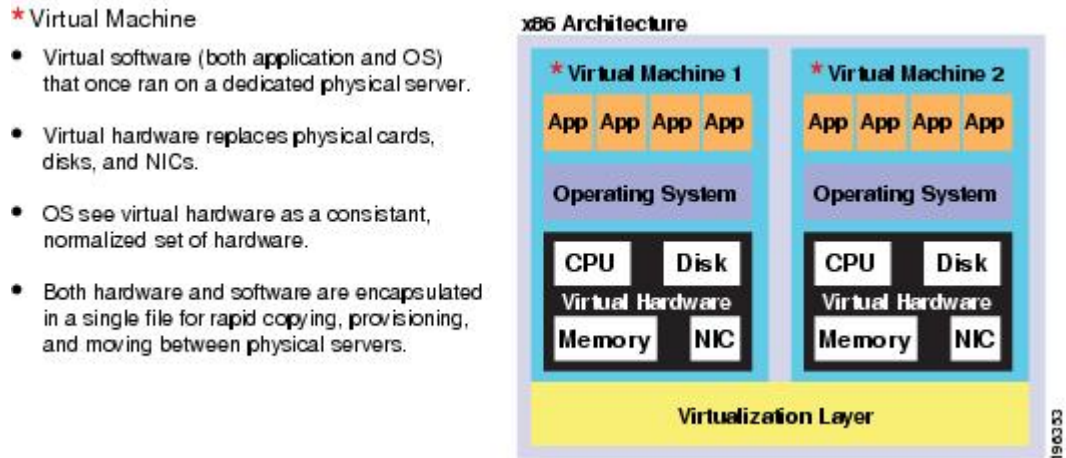 * Virtual Machine
• Virtual software (both application and OS)
that once ran on a dedicated physical server.
• Virtual hardware replaces physical cards,
disks, and NICs.
• OS see virtual hardware as a consistant,
normalized set of hardware.
• Both hardware and software are encapsulated
in a single file for rapid copying, provisioning,
and moving between physical servers.
x86 Architecture
* Virtual Machine 1
App App App App
Operating System
CPU Disk
Virtual Hardware
Memory NIC
* Virtual Machine 2
App App App App
Operating System
CPU Disk
Virtual Hardware
Memory NIC
Virtualization Layer
196353